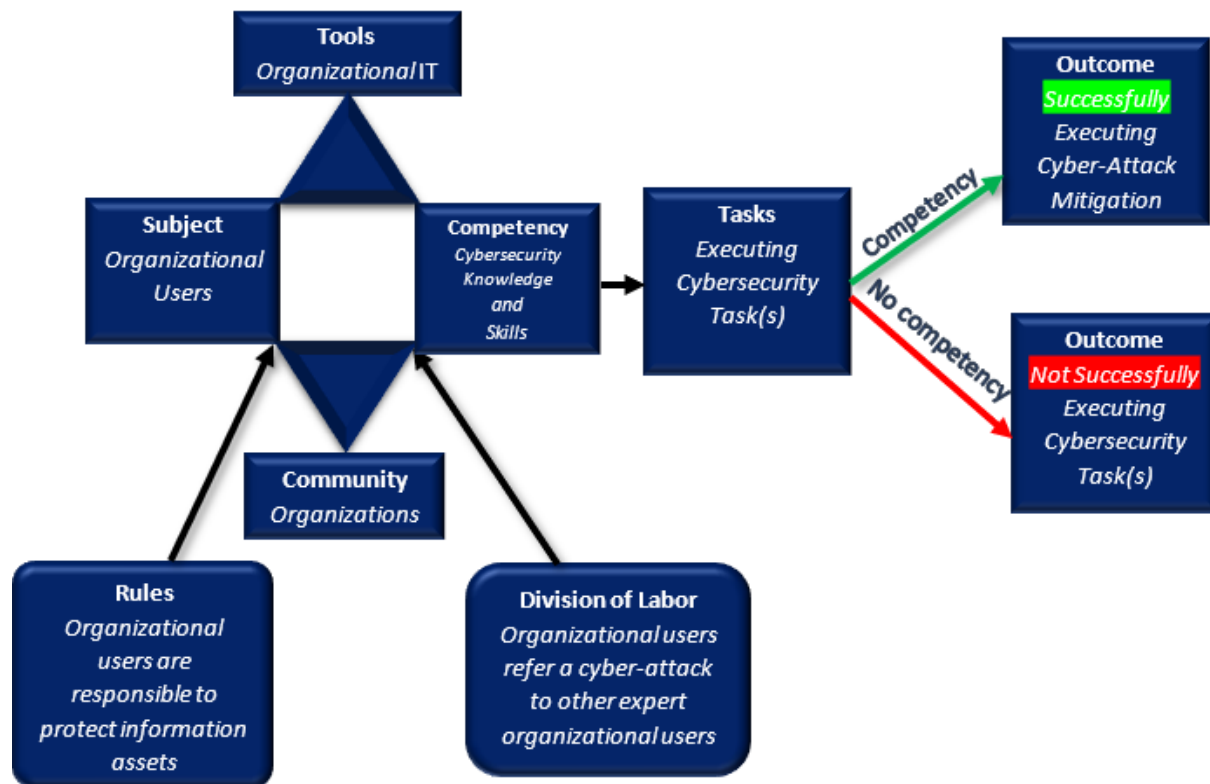 Tools
Organizational IT
Subject
Organizational
Users
Competency
Cybersecurity
Knowledge
and
Skills
Community
Organizations
Rules
Organizational
users are
responsible to
protect information
assets
Division of Labor
Organizational users
refer a cyber-attack
to other expert
organizational users
Tasks
Executing
Cybersecurity
Task(s)
Competency
No competency
Outcome
Successfully
Executing
Cyber-Attack
Mitigation
Outcome
Not Successfully
Executing
Cybersecurity
Task(s)